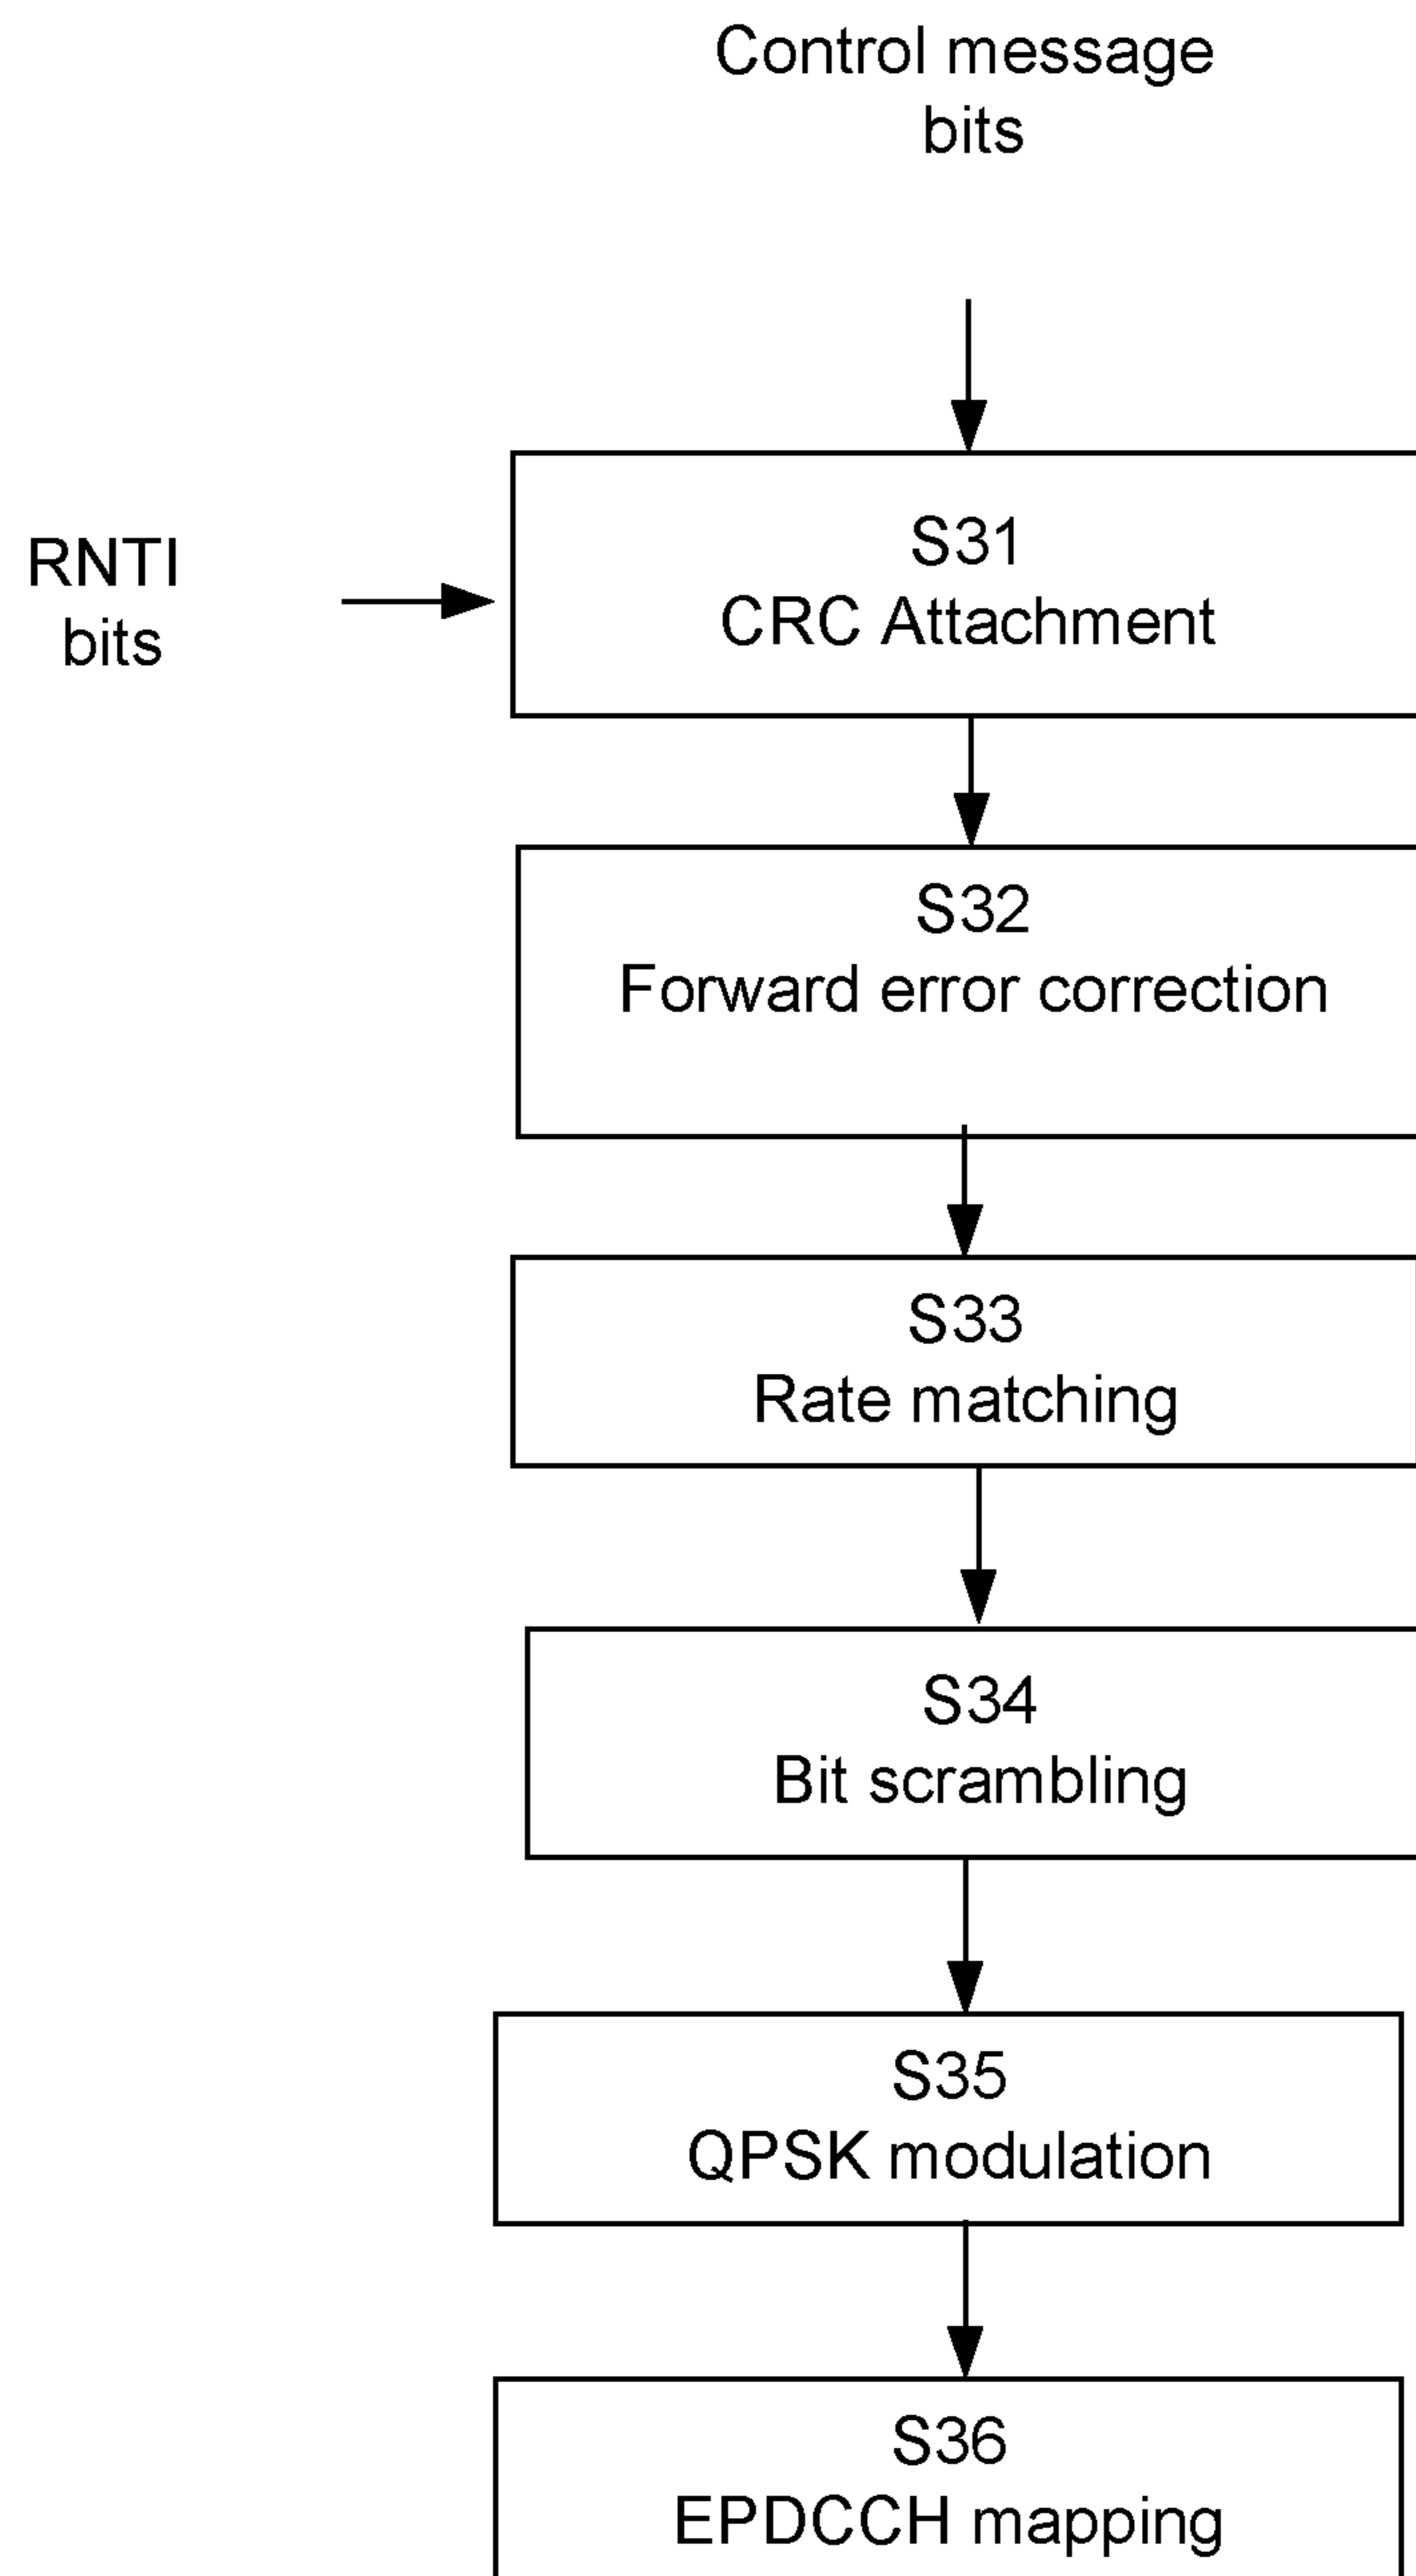 Control message
bits
RNTI
bits
S31
CRC Attachment
S32
Forward error correction
S33
Rate matching
S34
Bit scrambling
S35
QPSK modulation
S36
EPDCCH mapping